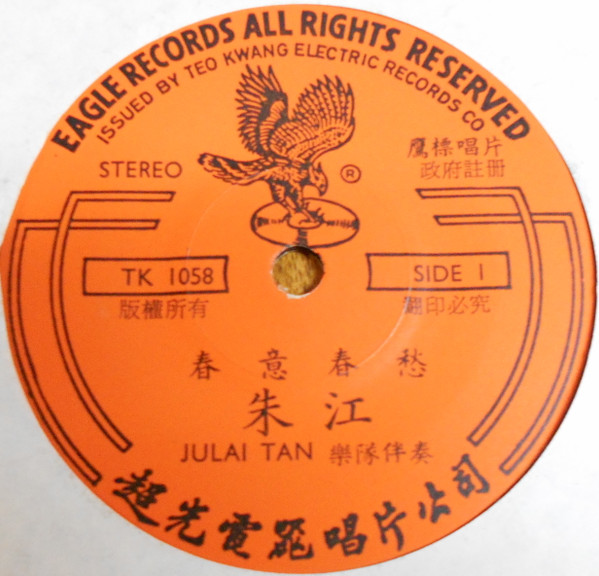 EAGLE RECORDS ALL RIGHTS RESERVED
ISSUED BY TEO KWANG ELECTRIC RECORDS CO
STEREO
®
鷹標唱片
政府註冊
TK 1058
SIDE 1
版權所有
翻印必究
春意春愁
朱江
JULAI TAN 樂隊伴奏
超光電器唱片公司